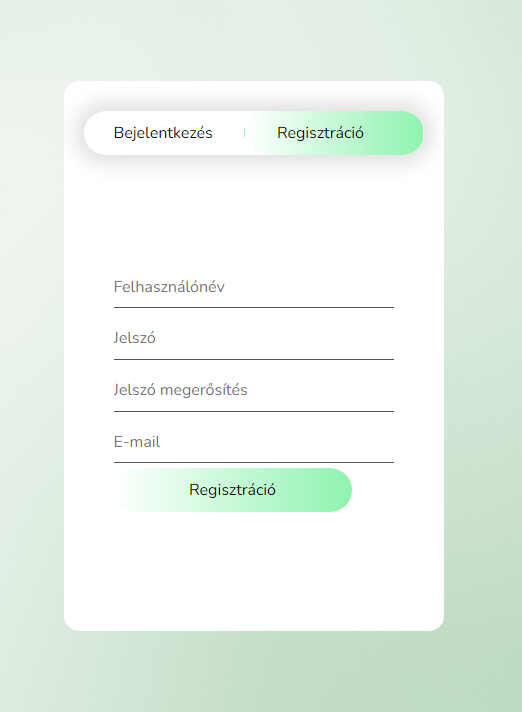 Bejelentkezés Regisztráció
Felhasználónév
Jelszó
Jelszó megerősítés
E-mail
Regisztráció